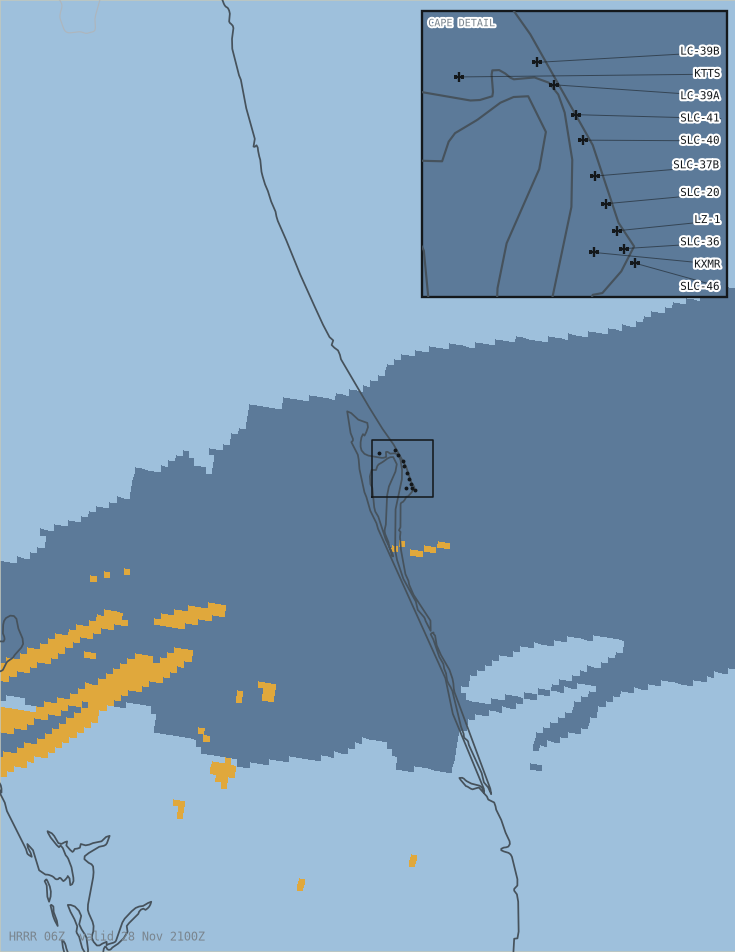 CAPE DETAIL
LC-39B
KTTS
LC-39A
SLC-41
SLC-40
SLC-37B
SLC-20
LZ-1
SLC-36
KXMR
SLC-46
HRRR 06Z valid 28 Nov 2100Z